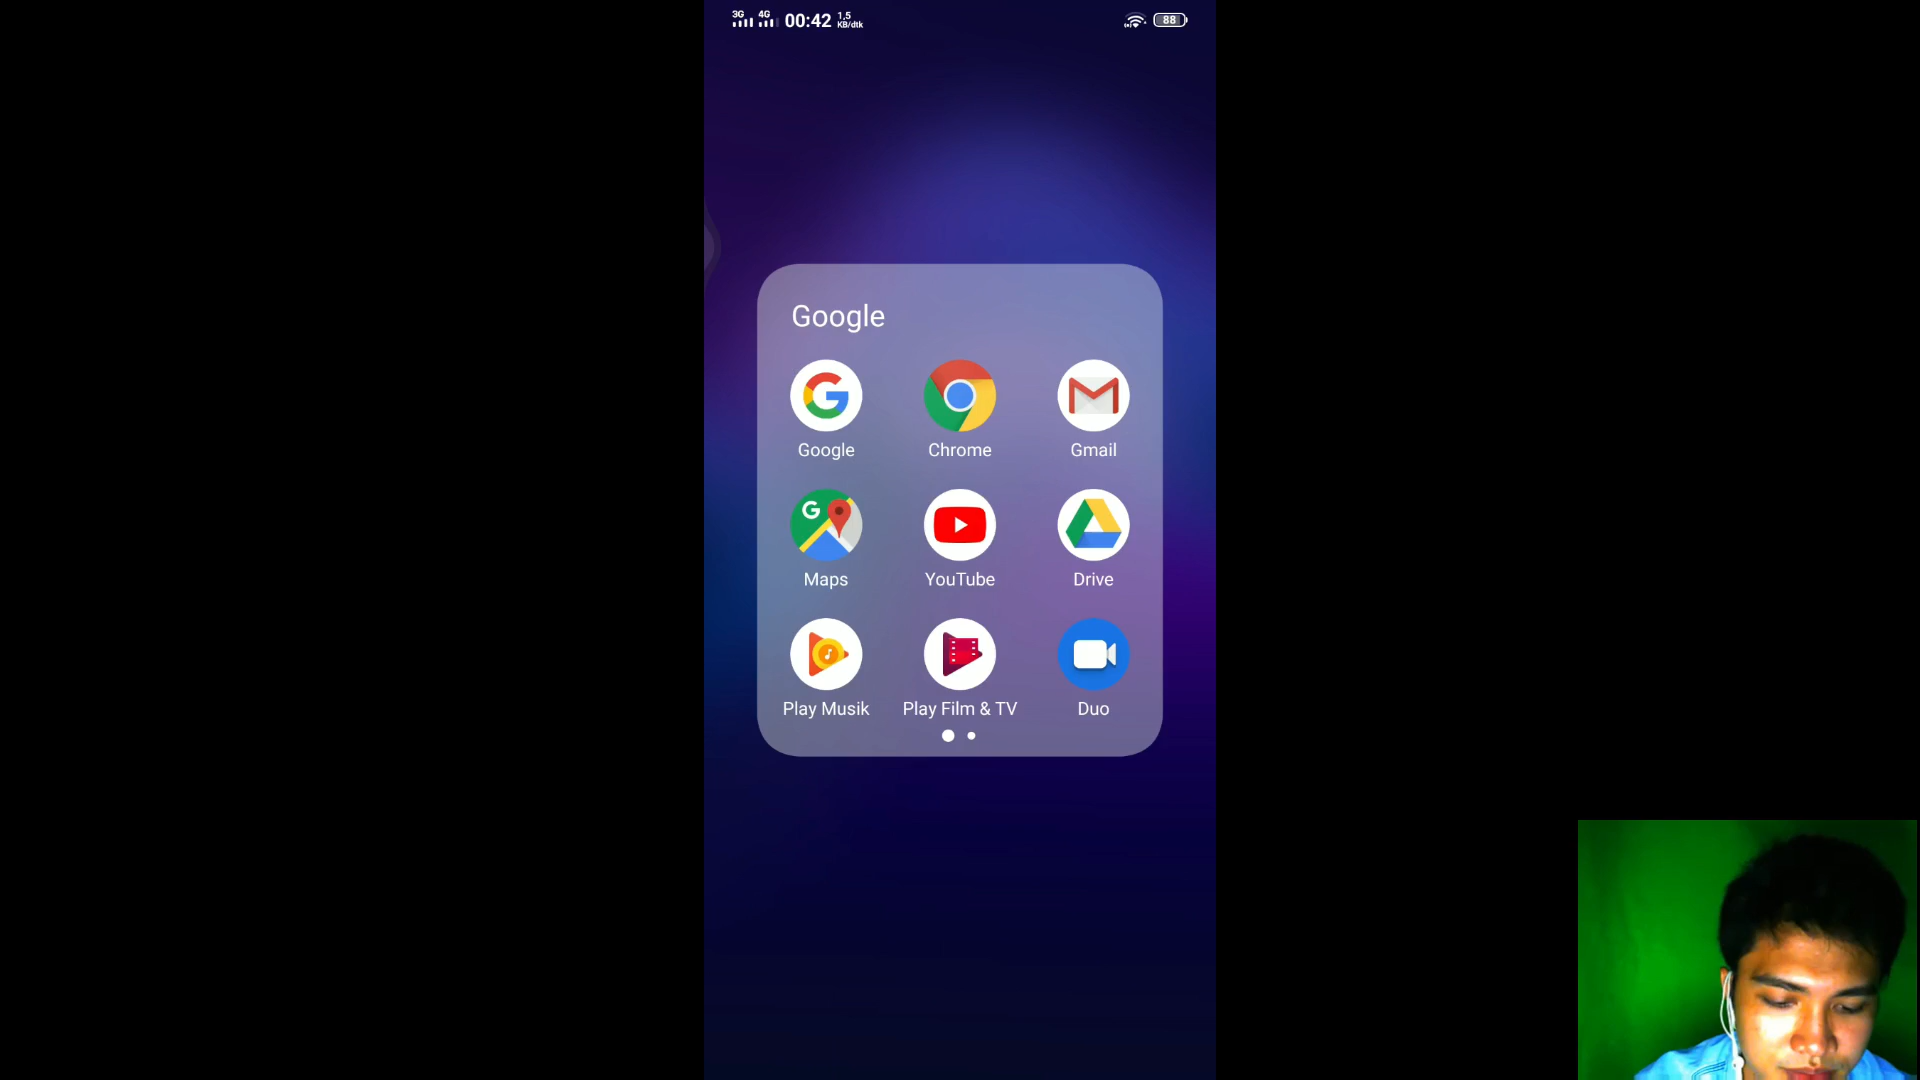 3G 4G 00:42 1,5 KB/dtk 88
Google
Google Chrome Gmail
Maps YouTube Drive
Play Musik Play Film & TV Duo